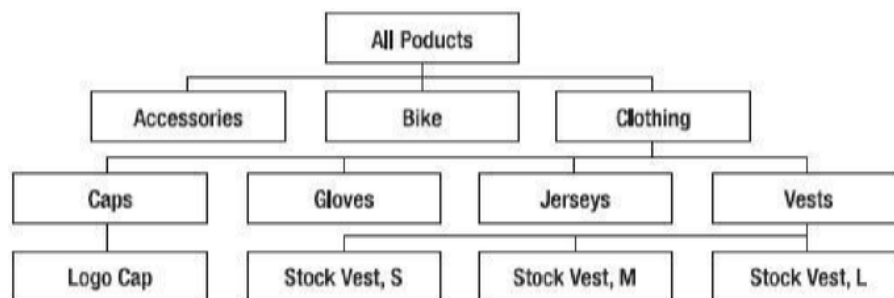 All Poducts
Accessories
Bike
Clothing
Caps
Gloves
Jerseys
Vests
Logo Cap
Stock Vest, S
Stock Vest, M
Stock Vest, L